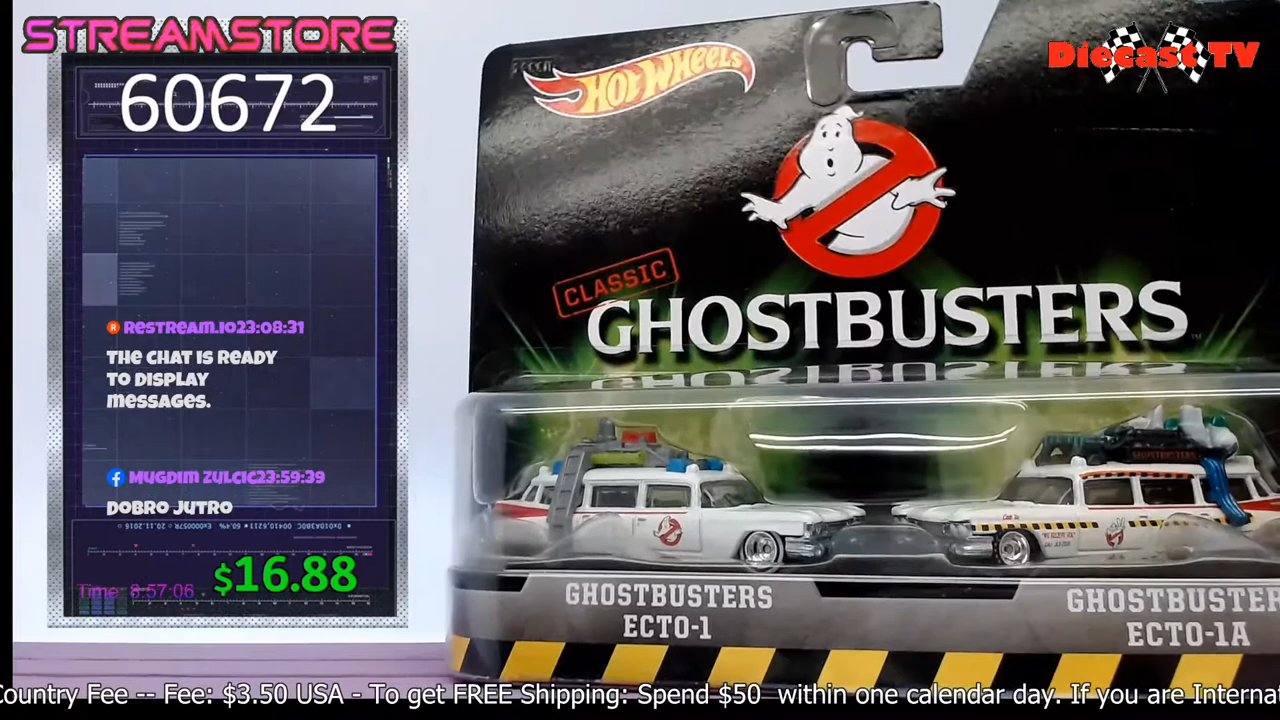 STREAMSTORE
60672
RESTREAM.IO23:08:31
THE CHAT IS READY
TO DISPLAY
MESSAGES.
MUGDIM ZULCIC23:59:39
DOBRO JUTRO
Time: 8:57:06
$16.88
Diecast TV
HOT WHEELS
CLASSIC
GHOSTBUSTERS
GHOSTBUSTERS
GHOSTBUSTERS
ECTO-1
GHOSTBUSTER
ECTO-1A
Country Fee -- Fee: $3.50 USA - To get FREE Shipping: Spend $50 within one calendar day. If you are Internat